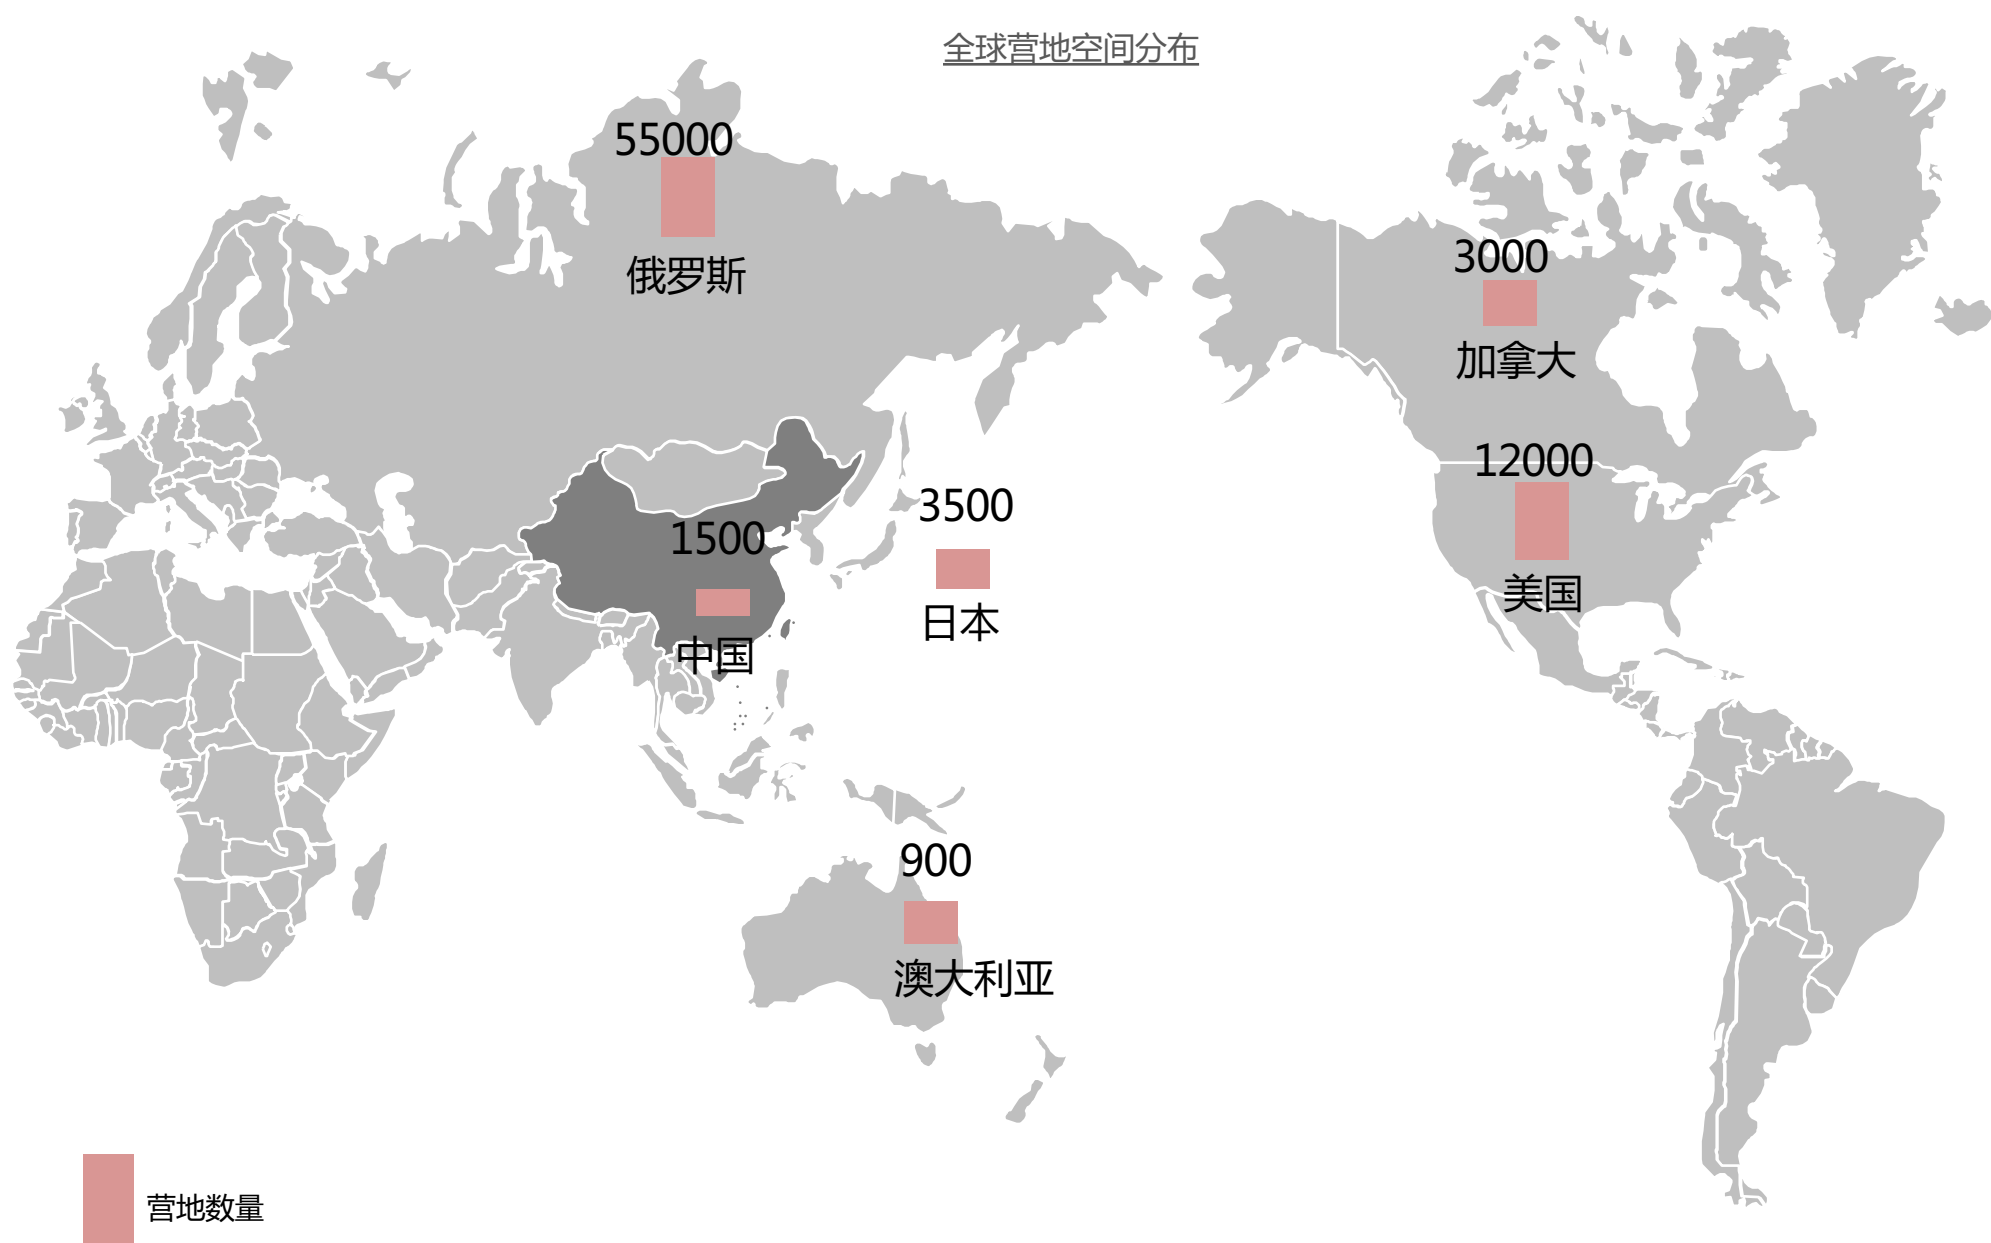 全球营地空间分布
55000
俄罗斯
3000
加拿大
12000
美国
3500
日本
1500
中国
900
澳大利亚
营地数量